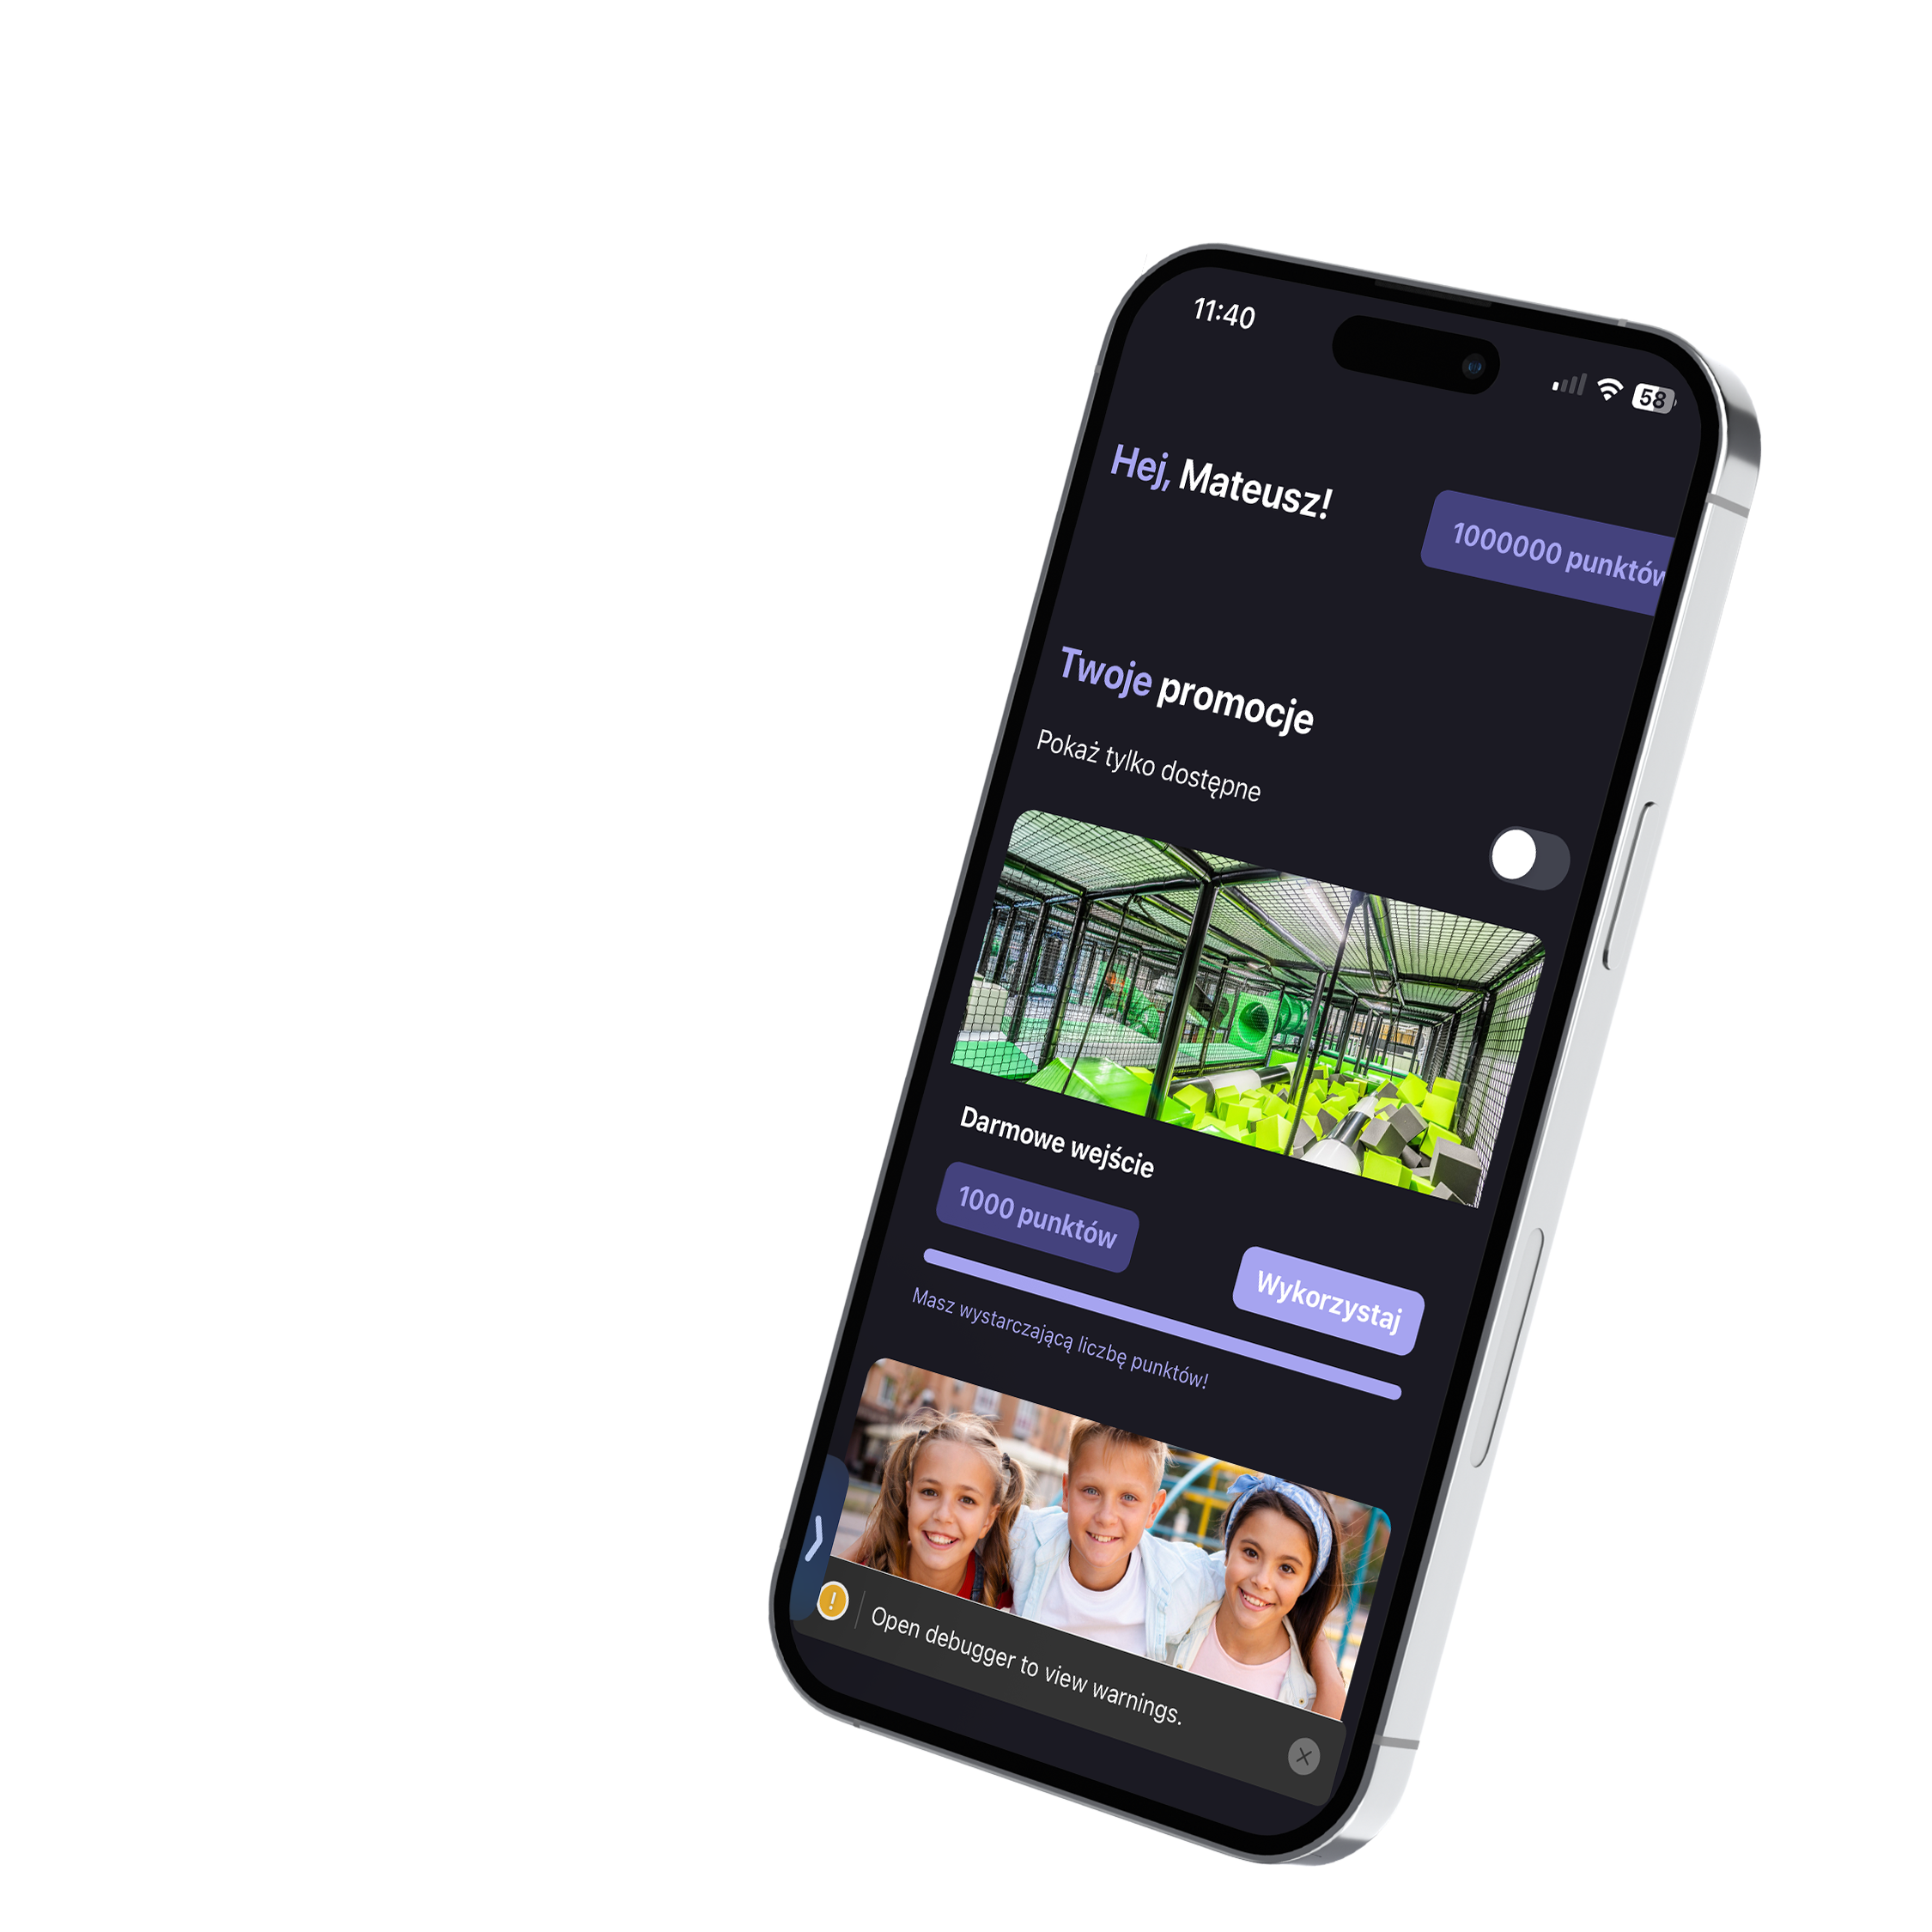 11:40
58
Hej, Mateusz!
1000000 punktów
Twoje promocje
Pokaż tylko dostępne
Darmowe wejście
1000 punktów
Wykorzystaj
Masz wystarczającą liczbę punktów!
! Open debugger to view warnings.